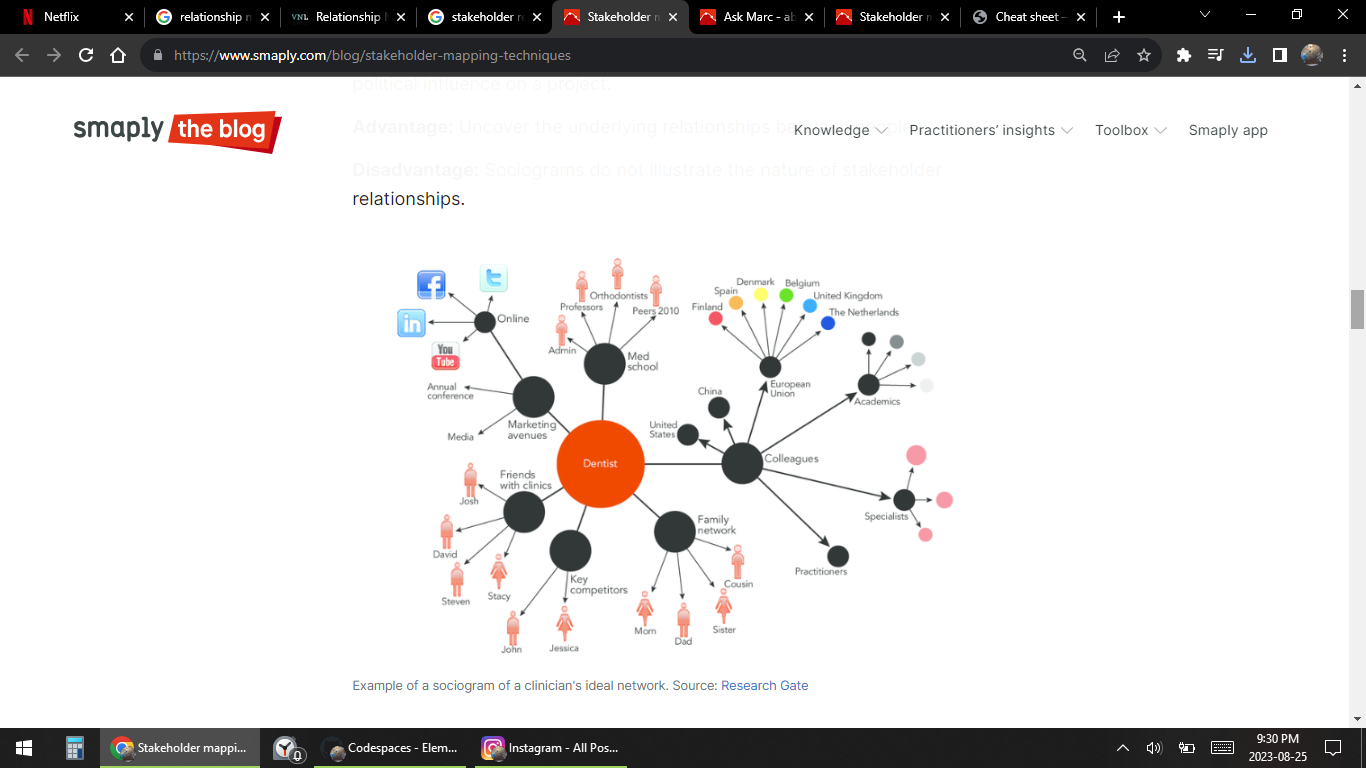 Netflix
relationship n
VNL
Relationship
stakeholder r
Stakeholder n
Ask Marc - ab
Stakeholder n
Cheat sheet -
https://www.smaply.com/blog/stakeholder-mapping-techniques
political influence on a project.
smaply the blog
Knowledge
Practitioners' insights
Toolbox
Smaply app
Advantage: Uncover the underlying relationships
Disadvantage: Sociograms do not illustrate the nature of stakeholder
relationships.
Online
in
You
Tube
Annual
conference
Media
Marketing
avenues
Professors
Orthodontists
Peers 2010
Admin
Med
school
Finland
Spain
Denmark
Belgium
United Kingdom
The Netherlands
European
Union
China
United
States
Academics
Colleagues
Specialists
Practitioners
Dentist
Friends
with clinics
Josh
David
Steven
Stacy
Key
competitors
John
Jessica
Family
network
Cousin
Mom
Dad
Sister
Example of a sociogram of a clinician's ideal network. Source: Research Gate
Stakeholder mappi...
0
Codespaces - Elem...
Instagram - All Pos...
9:30 PM
2023-08-25